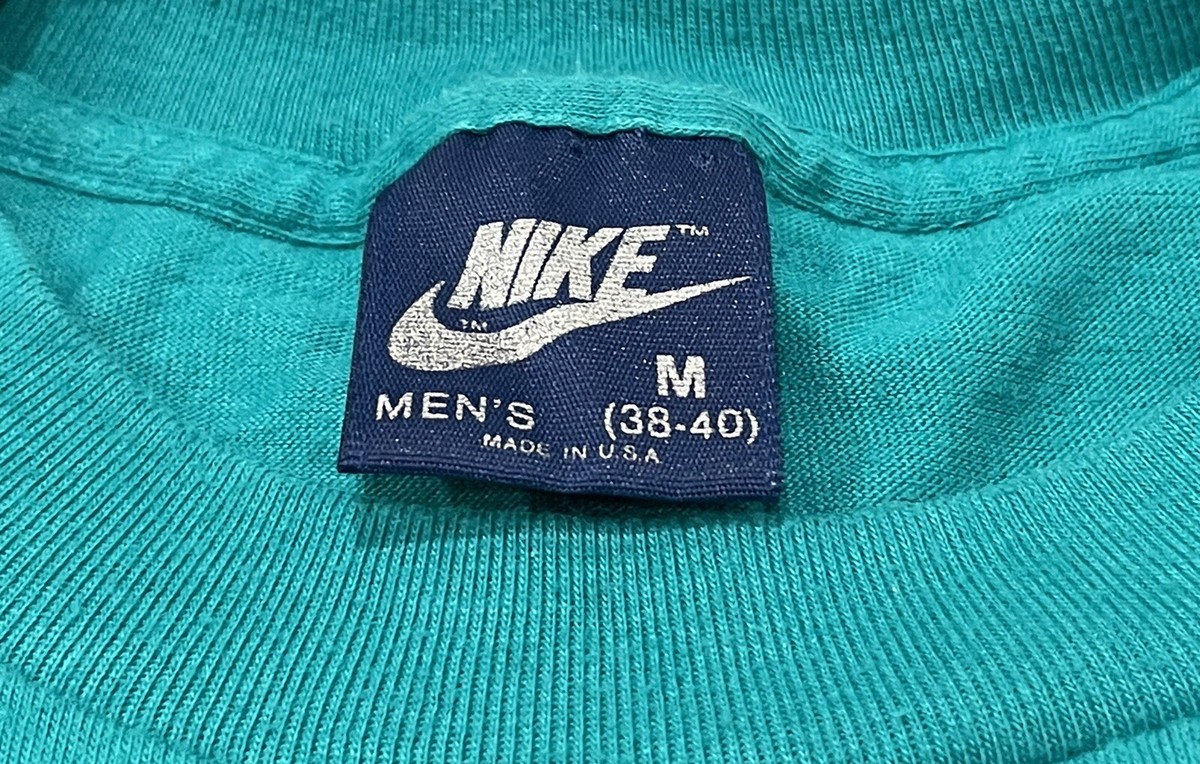 NIKE™
™
M
MEN'S (38-40)
MADE IN U.S.A